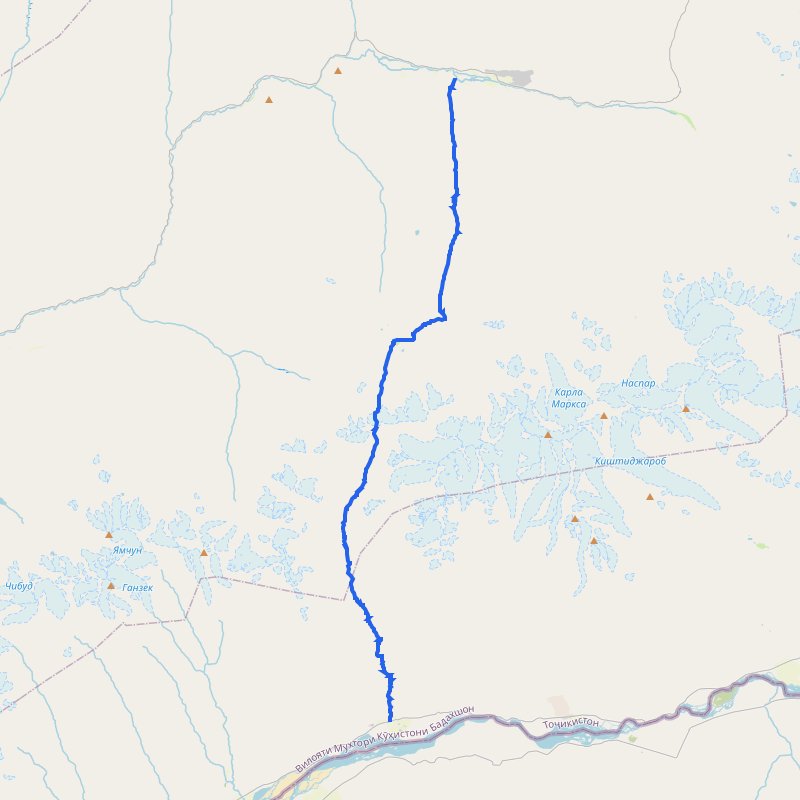 Наспар
Карла
Маркса
Киштиджароб
Ямчун
Чибуд
Ганзек
Вилояти Мухтори Кӯҳистони Бадахшон
Тоҷикистон